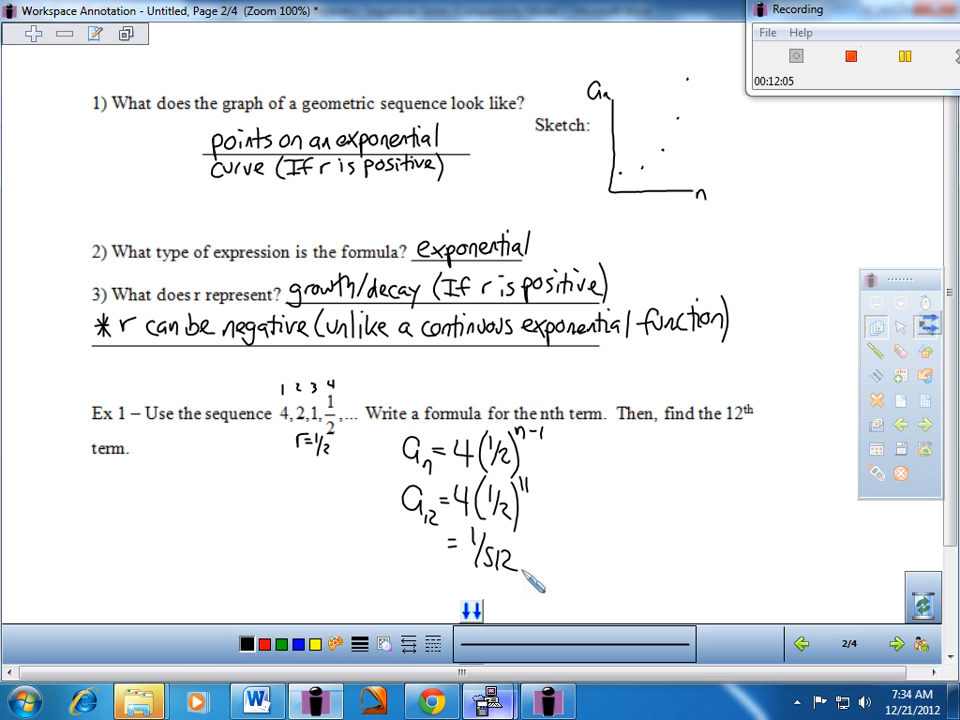 Workspace Annotation - Untitled, Page 2/4 (Zoom 100%) *
Recording
File Help
00:12:05
1) What does the graph of a geometric sequence look like?
points on an exponential
curve (If r is positive)
Sketch:
an
n
2) What type of expression is the formula? exponential
3) What does r represent? growth/decay (If r is positive)
* r can be negative (unlike a continuous exponential function)
1 2 3 4
Ex 1 – Use the sequence 4, 2, 1, 1/2, ... Write a formula for the nth term. Then, find the 12th
term.
r=1/2
an = 4(1/2)^n-1
a12 = 4(1/2)^11
= 1/512
2/4
7:34 AM
12/21/2012